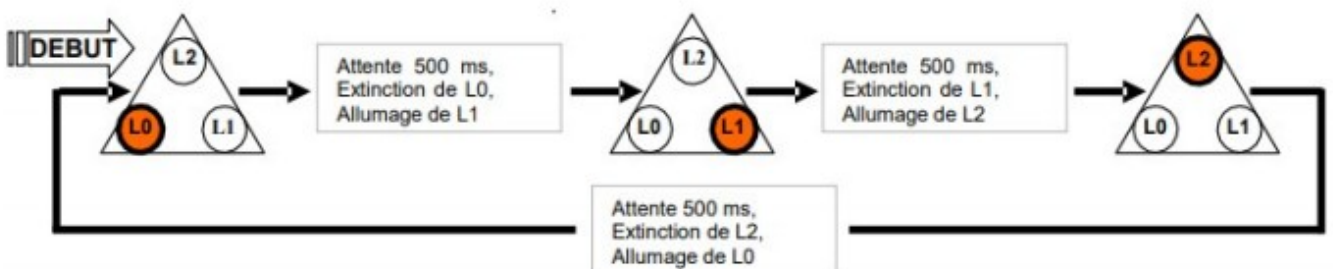 DEBUT
L2
L0
L1
Attente 500 ms,
Extinction de L0,
Allumage de L1
L2
L0
L1
Attente 500 ms,
Extinction de L1,
Allumage de L2
L2
L0
L1
Attente 500 ms,
Extinction de L2,
Allumage de L0